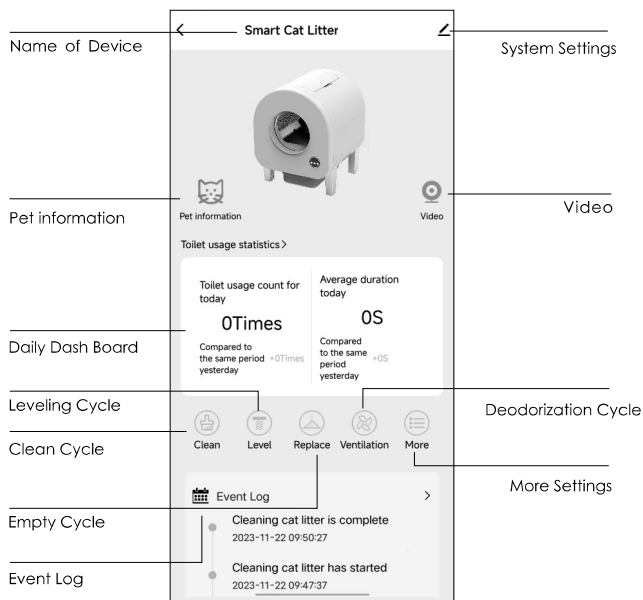 Smart Cat Litter
Name of Device
System Settings
Pet information
Video
Pet information
Video
Toilet usage statistics>
Toilet usage count for
today
0Times
Compared to
the same period +0Times
yesterday
Average duration
today
0S
Compared
to the same
period +0S
yesterday
Daily Dash Board
Leveling Cycle
Deodorization Cycle
Clean Level Replace Ventilation More
Clean Cycle
More Settings
Event Log
Empty Cycle
Cleaning cat litter is complete
2023-11-22 09:50:27
Cleaning cat litter has started
2023-11-22 09:47:37
Event Log